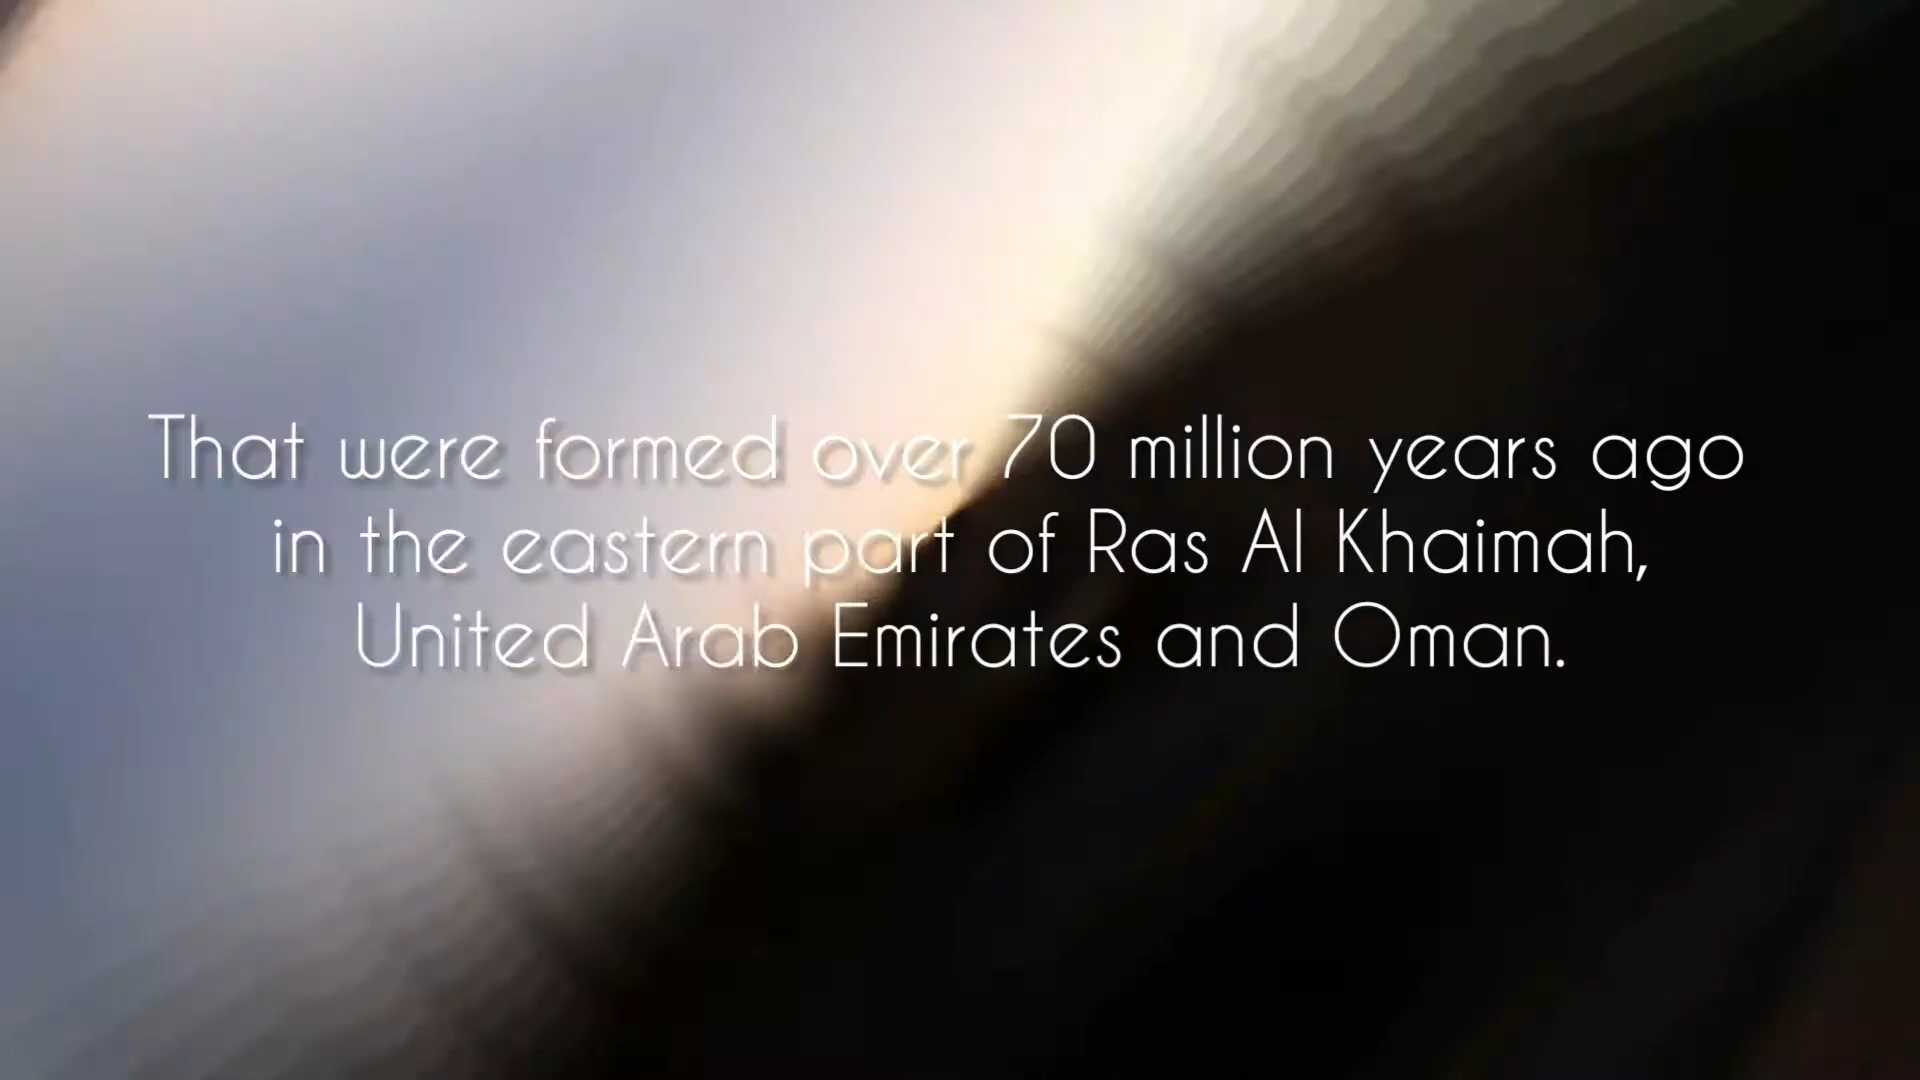 That were formed over 70 million years ago
in the eastern part of Ras Al Khaimah,
United Arab Emirates and Oman.